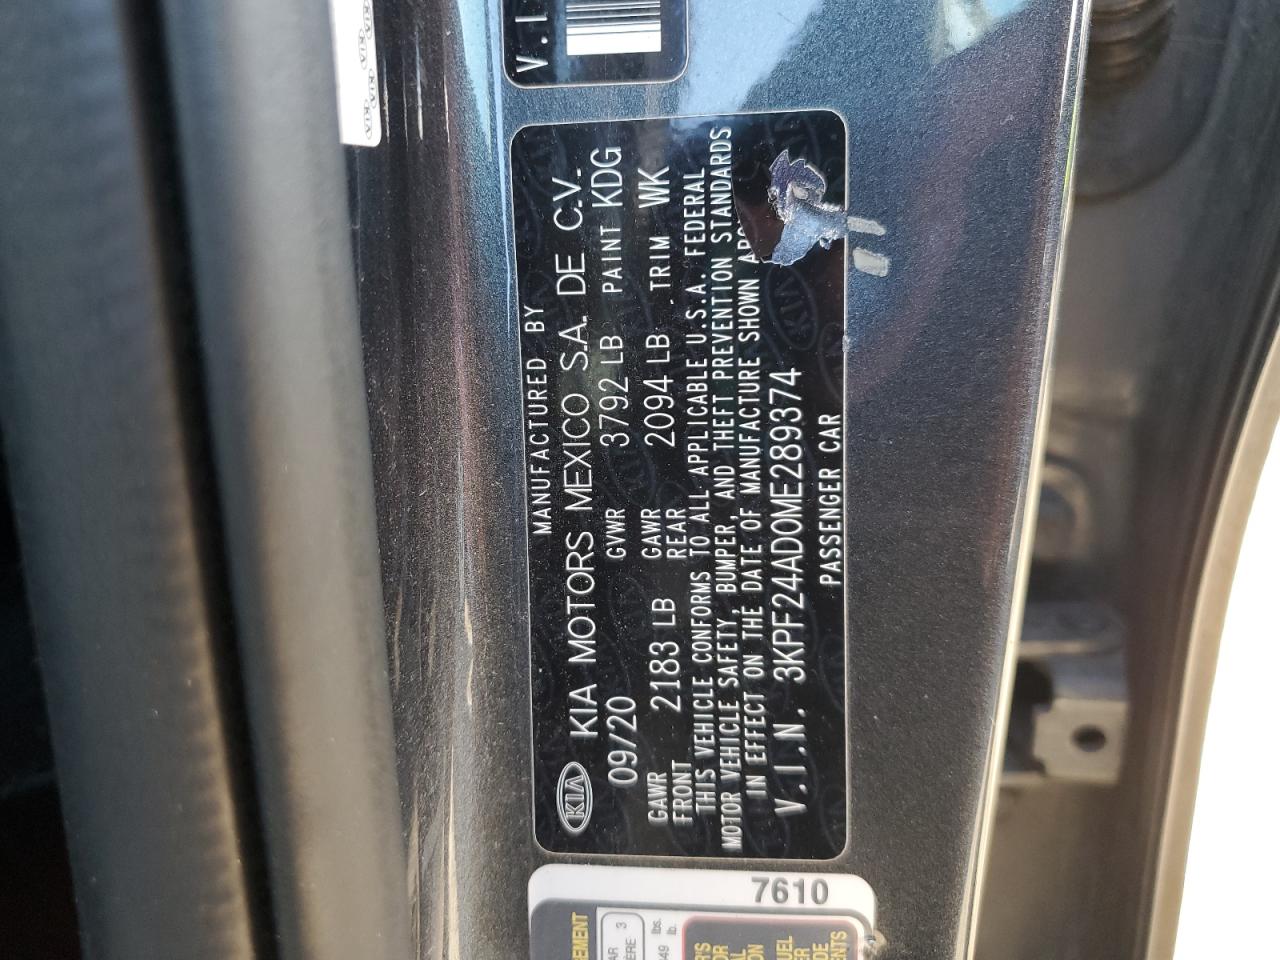 MANUFACTURED BY
KIA KIA MOTORS MEXICO S.A. DE C.V.
09/20 GVWR 3792 LB PAINT KDG
GAWR FRONT 2183 LB GAWR REAR 2094 LB TRIM WK
THIS VEHICLE CONFORMS TO ALL APPLICABLE U.S.A. FEDERAL
MOTOR VEHICLE SAFETY, BUMPER, AND THEFT PREVENTION STANDARDS
IN EFFECT ON THE DATE OF MANUFACTURE SHOWN
V.I.N. 3KPF24AD0ME289374
PASSENGER CAR
7610